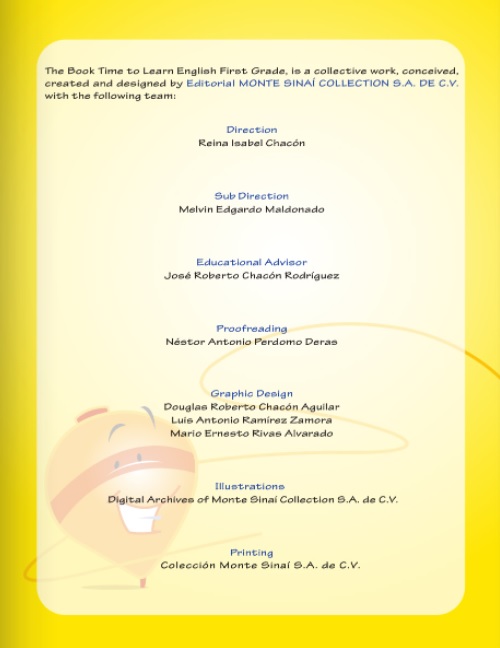 The Book Time to Learn English First Grade, is a collective work, conceived,
created and designed by Editorial MONTE SINAÍ COLLECTION S.A. DE C.V.
with the following team:
Direction
Reina Isabel Chacón
Sub Direction
Melvin Edgardo Maldonado
Educational Advisor
José Roberto Chacón Rodríguez
Proofreading
Néstor Antonio Perdomo Deras
Graphic Design
Douglas Roberto Chacón Aguilar
Luis Antonio Ramírez Zamora
Mario Ernesto Rivas Alvarado
Illustrations
Digital Archives of Monte Sinaí Collection S.A. de C.V.
Printing
Colección Monte Sinaí S.A. de C.V.